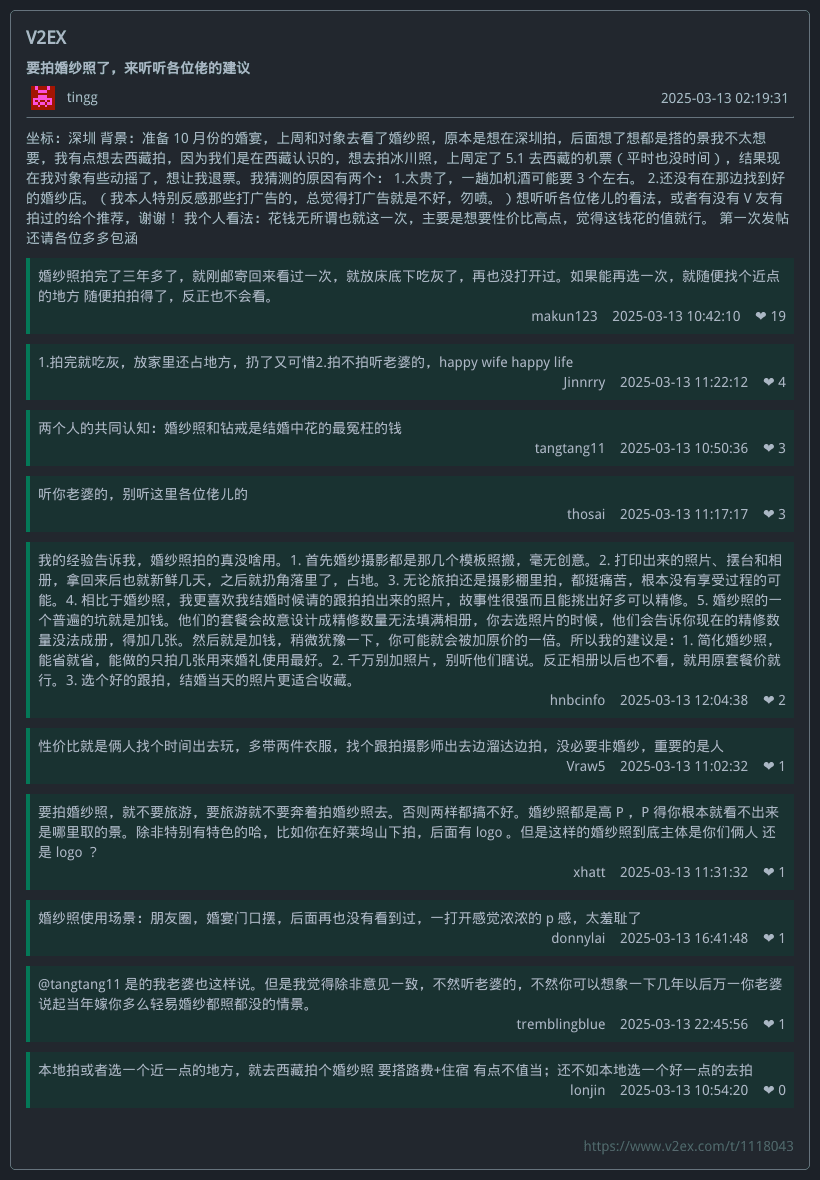 V2EX
要拍婚纱照了，来听听各位佬的建议
tingg
2025-03-13 02:19:31
坐标：深圳 背景：准备 10 月份的婚宴，上周和对象去看了婚纱照，原本是想在深圳拍，后面想了想都是搭的景我不太想
要，我有点想去西藏拍，因为我们是在西藏认识的，想去拍冰川照，上周定了 5.1 去西藏的机票（平时也没时间），结果现
在我对象有些动摇了，想让我退票。我猜测的原因有两个： 1.太贵了，一趟加机酒可能要 3 个左右。 2.还没有在那边找到好
的婚纱店。（我本人特别反感那些打广告的，总觉得打广告就是不好，勿喷。）想听听各位佬儿的看法，或者有没有 V 友有
拍过的给个推荐，谢谢！ 我个人看法：花钱无所谓也就这一次，主要是想要性价比高点，觉得这钱花的值就行。 第一次发帖
还请各位多多包涵
婚纱照拍完了三年多了，就刚邮寄回来看过一次，就放床底下吃灰了，再也没打开过。如果能再选一次，就随便找个近点
的地方 随便拍拍得了，反正也不会看。
makun123 2025-03-13 10:42:10 ❤ 19
1.拍完就吃灰，放家里还占地方，扔了又可惜2.拍不拍听老婆的，happy wife happy life
Jinnrry 2025-03-13 11:22:12 ❤ 4
两个人的共同认知：婚纱照和钻戒是结婚中花的最冤枉的钱
tangtang11 2025-03-13 10:50:36 ❤ 3
听你老婆的，别听这里各位佬儿的
thosai 2025-03-13 11:17:17 ❤ 3
我的经验告诉我，婚纱照拍的真没啥用。1. 首先婚纱摄影都是那几个模板照搬，毫无创意。2. 打印出来的照片、摆台和相
册，拿回来后也就新鲜几天，之后就扔角落里了，占地。3. 无论旅拍还是摄影棚里拍，都挺痛苦，根本没有享受过程的可
能。4. 相比于婚纱照，我更喜欢我结婚时候请的跟拍拍出来的照片，故事性很强而且能挑出好多可以精修。5. 婚纱照的一
个普遍的坑就是加钱。他们的套餐会故意设计成精修数量无法填满相册，你去选照片的时候，他们会告诉你现在的精修数
量没法成册，得加几张。然后就是加钱，稍微犹豫一下，你可能就会被加原价的一倍。所以我的建议是：1. 简化婚纱照，
能省就省，能做的只拍几张用来婚礼使用最好。2. 千万别加照片，别听他们瞎说。反正相册以后也不看，就用原套餐价就
行。3. 选个好的跟拍，结婚当天的照片更适合收藏。
hnbcinfo 2025-03-13 12:04:38 ❤ 2
性价比就是俩人找个时间出去玩，多带两件衣服，找个跟拍摄影师出去边溜达边拍，没必要非婚纱，重要的是人
Vraw5 2025-03-13 11:02:32 ❤ 1
要拍婚纱照，就不要旅游，要旅游就不要奔着拍婚纱照去。否则两样都搞不好。婚纱照都是高 P ，P 得你根本就看不出来
是哪里取的景。除非特别有特色的哈，比如你在好莱坞山下拍，后面有 logo 。但是这样的婚纱照到底主体是你们俩人 还
是 logo ？
xhatt 2025-03-13 11:31:32 ❤ 1
婚纱照使用场景：朋友圈，婚宴门口摆，后面再也没有看到过，一打开感觉浓浓的 p 感，太羞耻了
donnylai 2025-03-13 16:41:48 ❤ 1
@tangtang11 是的我老婆也这样说。但是我觉得除非意见一致，不然听老婆的，不然你可以想象一下几年以后万一你老婆
说起当年嫁你多么轻易婚纱都照都没的情景。
tremblingblue 2025-03-13 22:45:56 ❤ 1
本地拍或者选一个近一点的地方，就去西藏拍个婚纱照 要搭路费+住宿 有点不值当；还不如本地选一个好一点的去拍
lonjin 2025-03-13 10:54:20 ❤ 0
https://www.v2ex.com/t/1118043